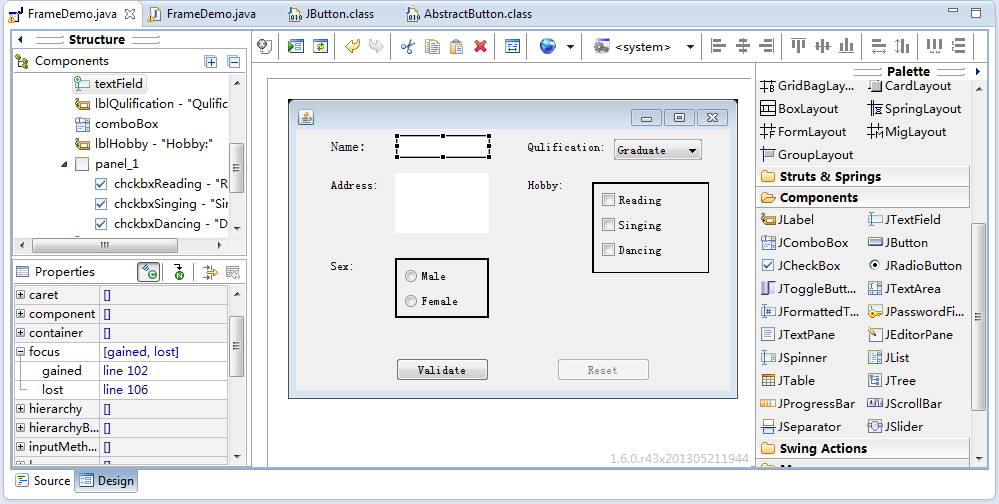 FrameDemo.java FrameDemo.java JButton.class AbstractButton.class
Structure
Components
textField
lblQulification - "Qulific
comboBox
lblHobby - "Hobby:"
panel_1
chckbxReading - "R
chckbxSinging - "Sin
chckbxDancing - "D
Properties
caret []
component []
container []
focus [gained, lost]
gained line 102
lost line 106
hierarchy []
hierarchyB... []
inputMeth... []
Source Design
<system>
Name:
Qulification: Graduate
Address:
Hobby:
Reading
Singing
Dancing
Sex:
Male
Female
Validate Reset
1.6.0.r43x201305211944
Palette
GridBagLay... CardLayout
BoxLayout SpringLayout
FormLayout MigLayout
GroupLayout
Struts & Springs
Components
JLabel JTextField
JComboBox JButton
JCheckBox JRadioButton
JToggleButt... JTextArea
JFormattedT... JPasswordFi...
JTextPane JEditorPane
JSpinner JList
JTable JTree
JProgressBar JScrollBar
JSeparator JSlider
Swing Actions